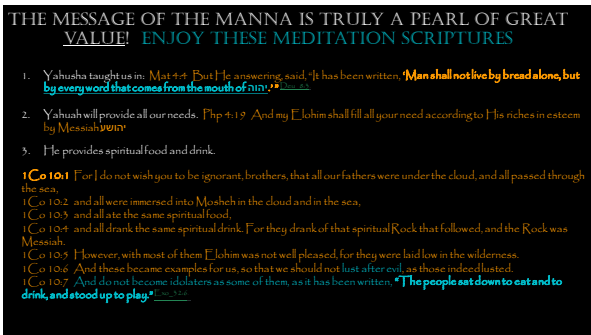 THE MESSAGE OF THE MANNA IS TRULY A PEARL OF GREAT
VALUE! ENJOY THESE MEDITATION SCRIPTURES
1. Yahusha taught us in: Mat 4:4 But He answering, said, "It has been written, 'Man shall not live by bread alone, but
by every word that comes from the mouth of יהוה.' " Deu_8:3
2. Yahuah will provide all our needs. Php 4:19 And my Elohim shall fill all your need according to His riches in esteem
by Messiah יהושע
3. He provides spiritual food and drink.
1Co 10:1 For I do not wish you to be ignorant, brothers, that all our fathers were under the cloud, and all passed through
the sea,
1Co 10:2 and all were immersed into Mosheh in the cloud and in the sea,
1Co 10:3 and all ate the same spiritual food,
1Co 10:4 and all drank the same spiritual drink. For they drank of that spiritual Rock that followed, and the Rock was
Messiah.
1Co 10:5 However, with most of them Elohim was not well pleased, for they were laid low in the wilderness.
1Co 10:6 And these became examples for us, so that we should not lust after evil, as those indeed lusted.
1Co 10:7 And do not become idolaters as some of them, as it has been written, "The people sat down to eat and to
drink, and stood up to play." Exo_32:6